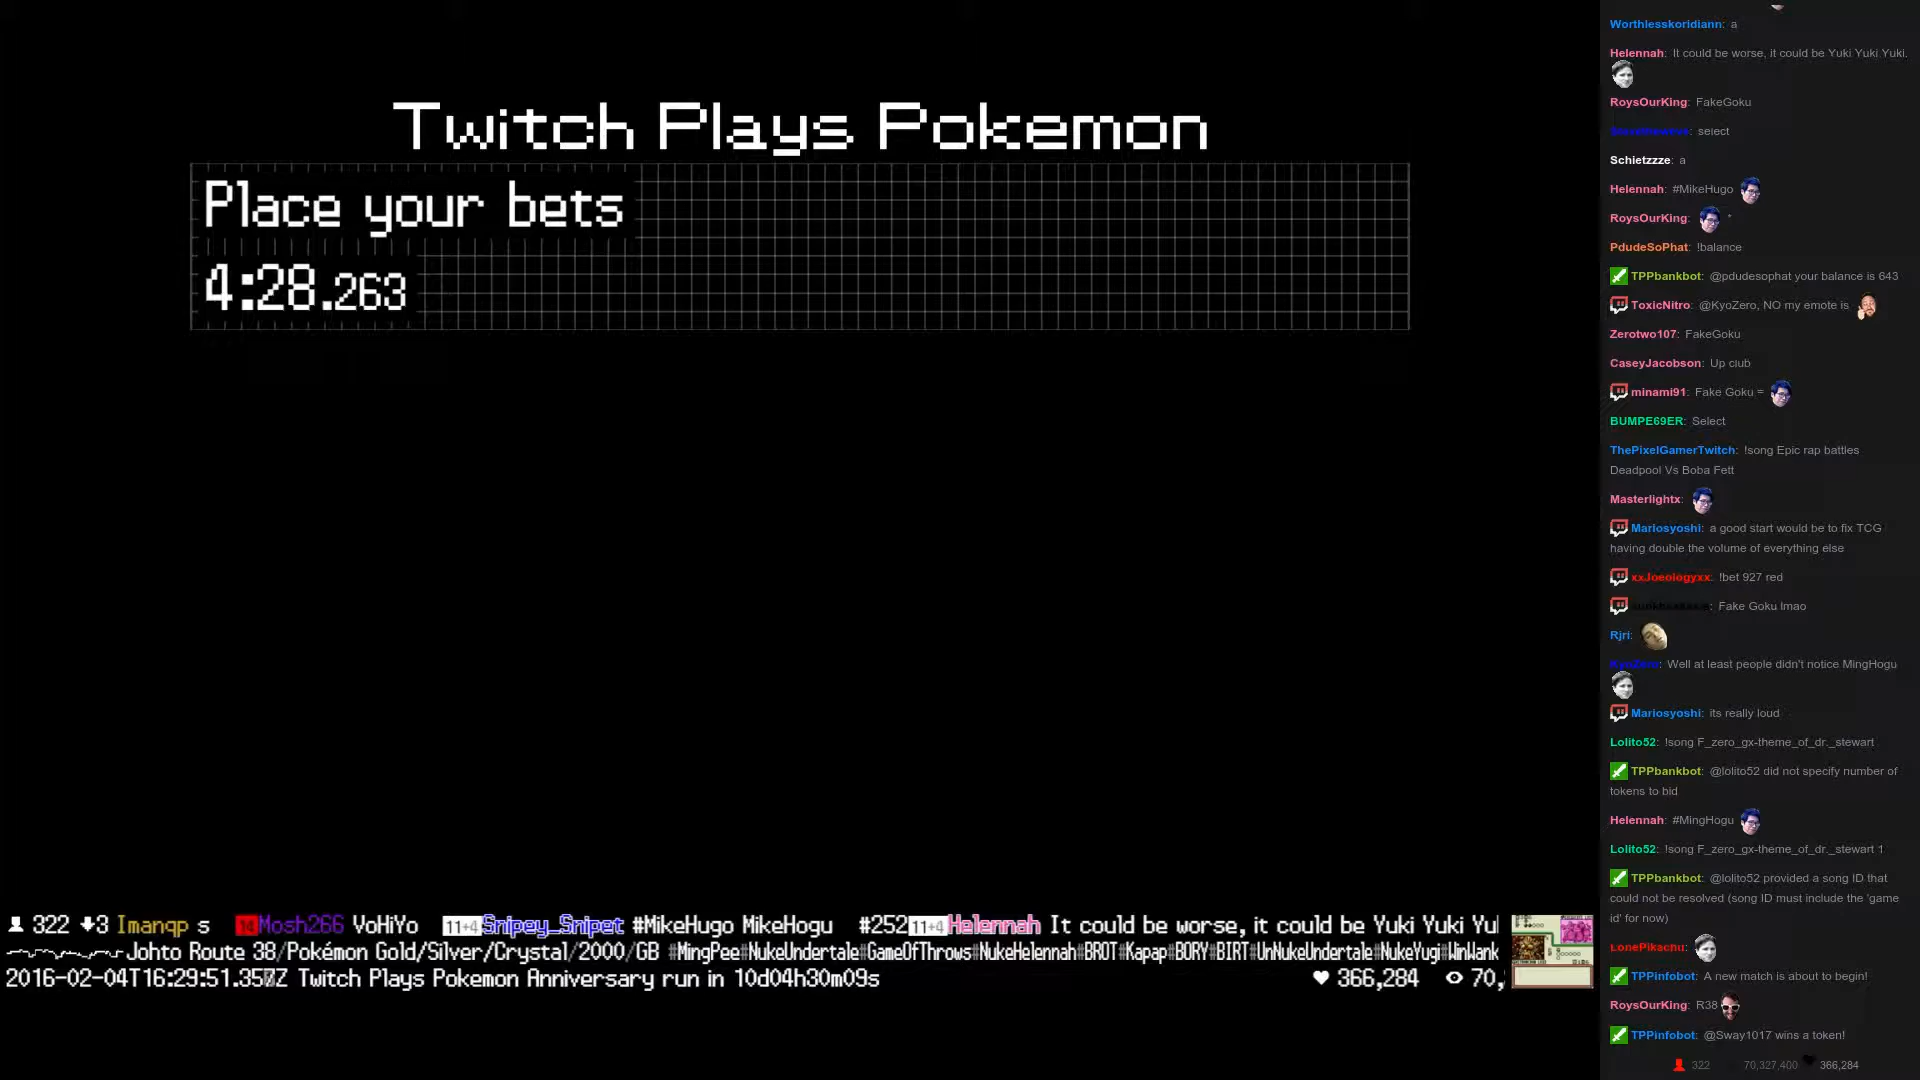 Twitch Plays Pokemon
Place your bets
4:28.263
322 3 Imanqp s 14 Mosh266 VoHiYo 11+4 Snipey_Snipet #MikeHugo MikeHogu #252 11+4 Helennah It could be worse, it could be Yuki Yuki Yu
Johto Route 38/Pokémon Gold/Silver/Crystal/2000/GB #MingPee#NukeUndertale#GameOfThrows#NukeHelennah#BROT#Kapap#BORY#BIRT#UnNukeUndertale#NukeYugi#WinWank
2016-02-04T16:29:51.350Z Twitch Plays Pokemon Anniversary run in 10d04h30m09s
366,284 70,
Worthlesskoridiann: a
Helennah: It could be worse, it could be Yuki Yuki Yuki.
RoysOurKing: FakeGoku
: select
Schietzzze: a
Helennah: #MikeHugo
RoysOurKing: *
PdudeSoPhat: !balance
TPPbankbot: @pdudesophat your balance is 643
ToxicNitro: @KyoZero, NO my emote is
Zerotwo107: FakeGoku
CaseyJacobson: Up club
minami91: Fake Goku =
BUMPE69ER: Select
ThePixelGamerTwitch: !song Epic rap battles
Deadpool Vs Boba Fett
Masterlightx:
Mariosyoshi: a good start would be to fix TCG
having double the volume of everything else
xxJoeologyxx: !bet 927 red
: Fake Goku lmao
Rjri:
KyoZero: Well at least people didn't notice MingHogu
Mariosyoshi: its really loud
Lolito52: !song F_zero_gx-theme_of_dr._stewart
TPPbankbot: @lolito52 did not specify number of
tokens to bid
Helennah: #MingHogu
Lolito52: !song F_zero_gx-theme_of_dr._stewart 1
TPPbankbot: @lolito52 provided a song ID that
could not be resolved (song ID must include the 'game
id' for now)
LonePikachu:
TPPinfobot: A new match is about to begin!
RoysOurKing: R38
TPPinfobot: @Sway1017 wins a token!
322 70,327,400 366,284